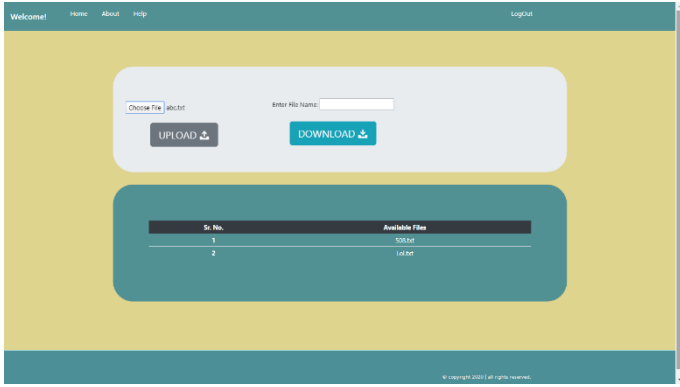 Welcome! Home About Help LogOut
Choose File abc.txt Enter File Name:
UPLOAD DOWNLOAD
Sr. No. Available Files
1 508.txt
2 Lol.txt
© copyright 2020 | all rights reserved.